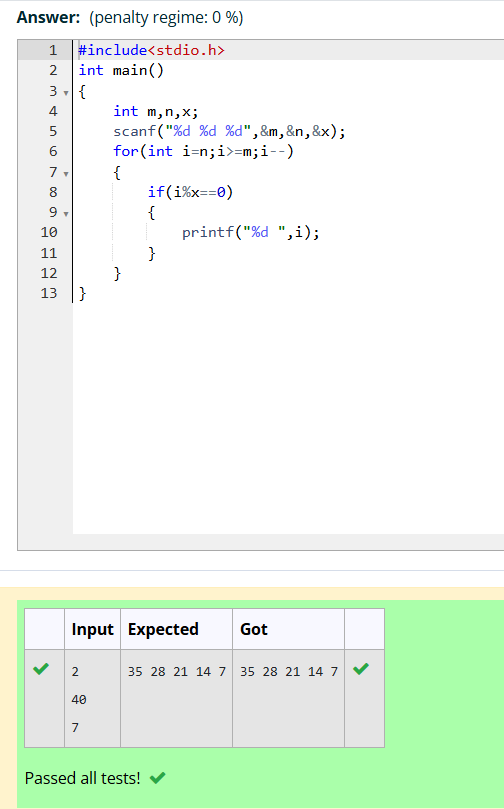 Answer: (penalty regime: 0 %)
1 #include<stdio.h>
2 int main()
3 {
4     int m,n,x;
5     scanf("%d %d %d",&m,&n,&x);
6     for(int i=n;i>=m;i--)
7     {
8         if(i%x==0)
9         {
10             printf("%d ",i);
11         }
12     }
13 }
Input Expected Got
2 35 28 21 14 7 35 28 21 14 7
40
7
Passed all tests!